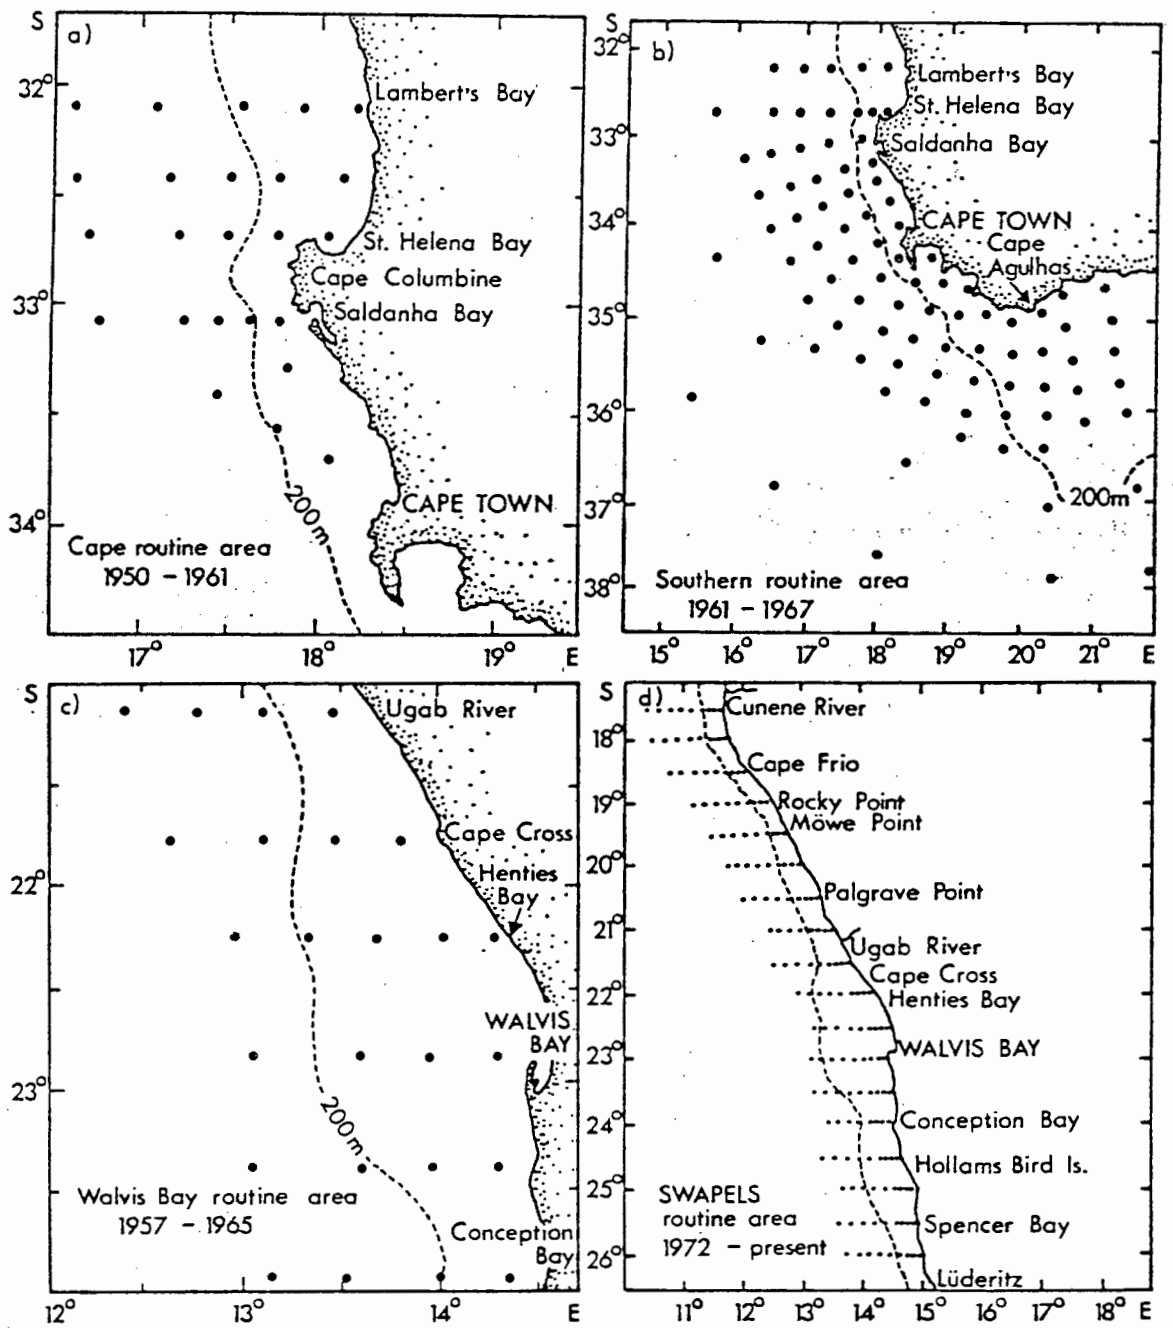 S
a)
32°
Lambert's Bay
St. Helena Bay
Cape Columbine
33°
Saldanha Bay
200m
CAPE TOWN
34°
Cape routine area
1950 – 1961
17°
18°
19°
E
S
b)
32°
Lambert's Bay
St. Helena Bay
33°
Saldanha Bay
34°
CAPE TOWN
Cape
Agulhas
35°
36°
37°
200m
38°
Southern routine area
1961 – 1967
15°
16°
17°
18°
19°
20°
21°
E
S
c)
Ugab River
Cape Cross
Henties
Bay
22°
WALVIS
BAY
23°
200m
Walvis Bay routine area
1957 – 1965
Conception
Bay
12°
13°
14°
E
S
d)
Cunene River
18°
Cape Frio
19°
Rocky Point
Möwe Point
20°
Palgrave Point
21°
Ugab River
Cape Cross
22°
Henties Bay
WALVIS BAY
23°
24°
Conception Bay
Hollams Bird Is.
25°
SWAPELS
routine area
1972 – present
Spencer Bay
26°
Lüderitz
11°
12°
13°
14°
15°
16°
17°
18°
E